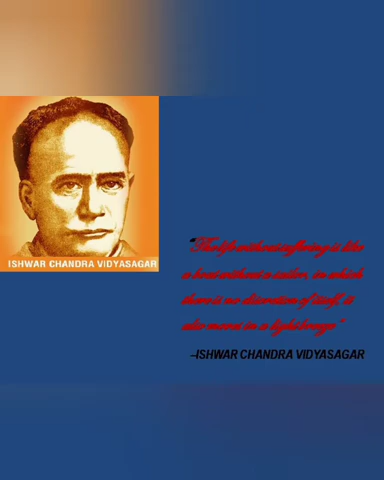 ISHWAR CHANDRA VIDYASAGAR
"The life without suffering is like
a boat without a sailor, in which
there is no discretion of itself, it
also moves in a light breeze"
–ISHWAR CHANDRA VIDYASAGAR